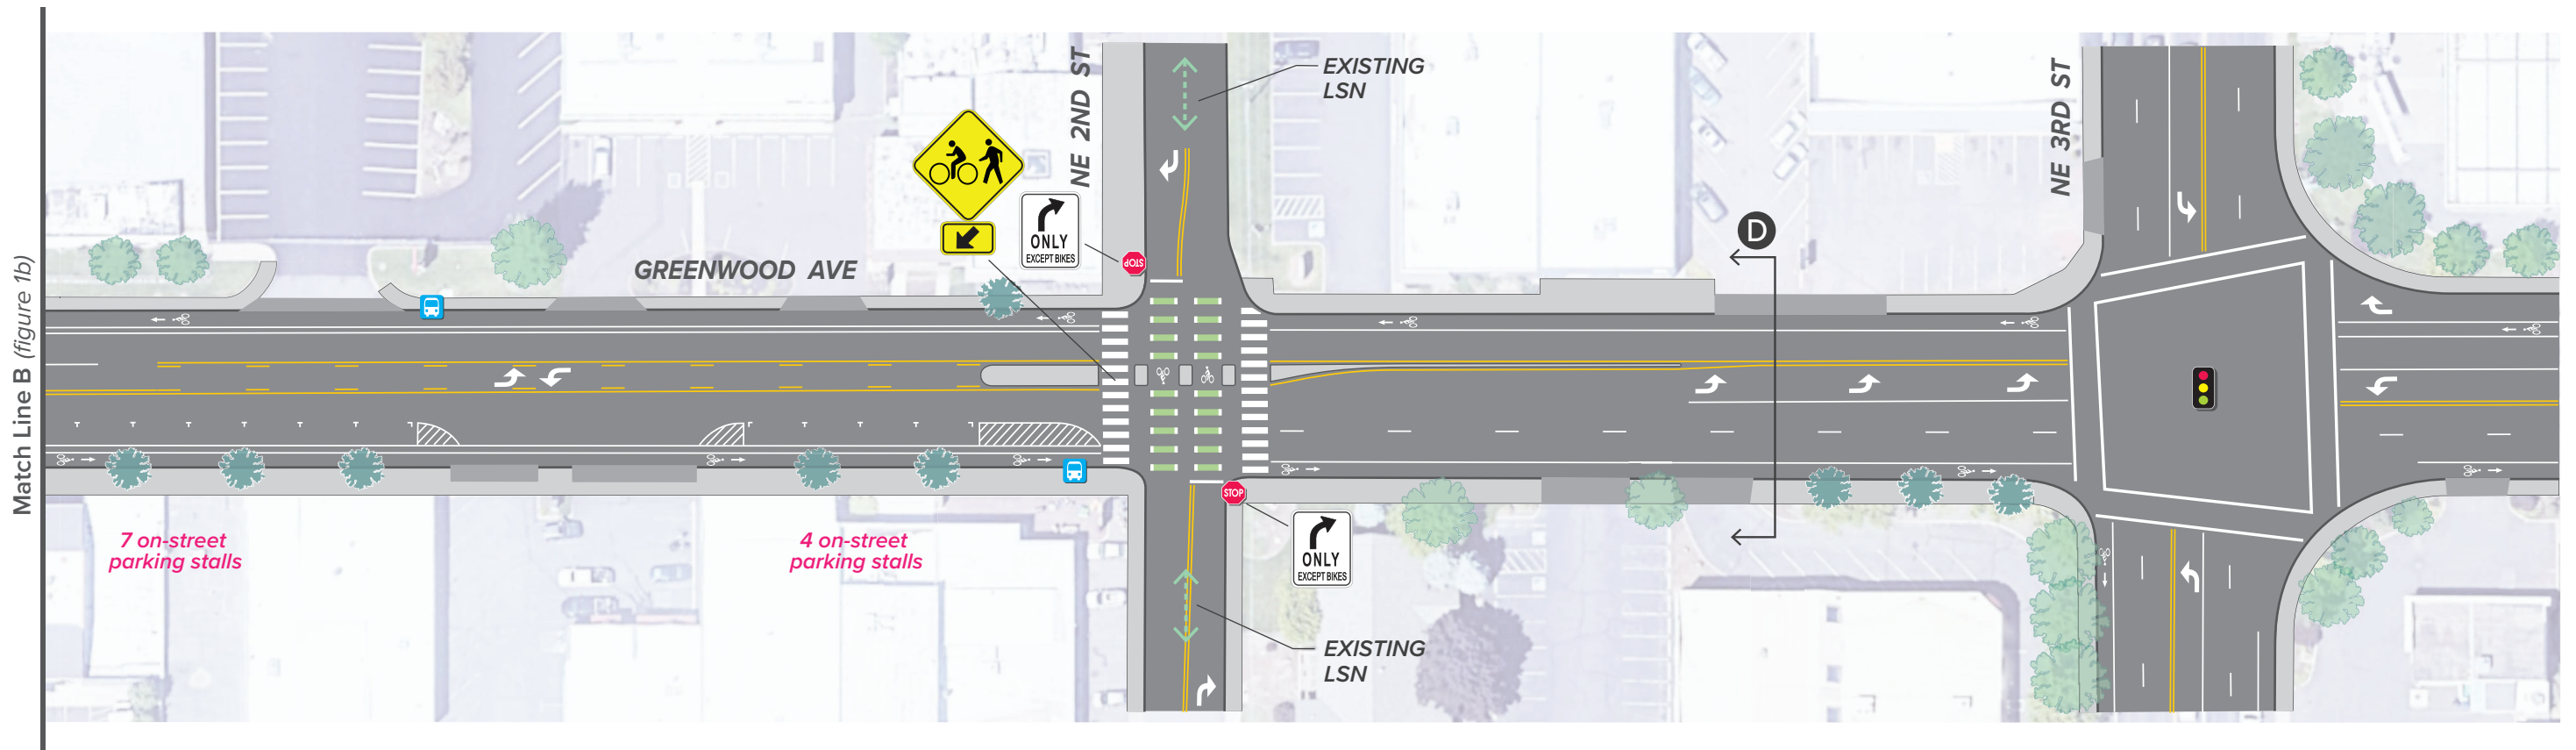 Match Line B (figure 1b)
NE 2ND ST
EXISTING
LSN
NE 3RD ST
ONLY
EXCEPT BIKES
STOP
D
GREENWOOD AVE
STOP
ONLY
EXCEPT BIKES
7 on-street
parking stalls
4 on-street
parking stalls
EXISTING
LSN